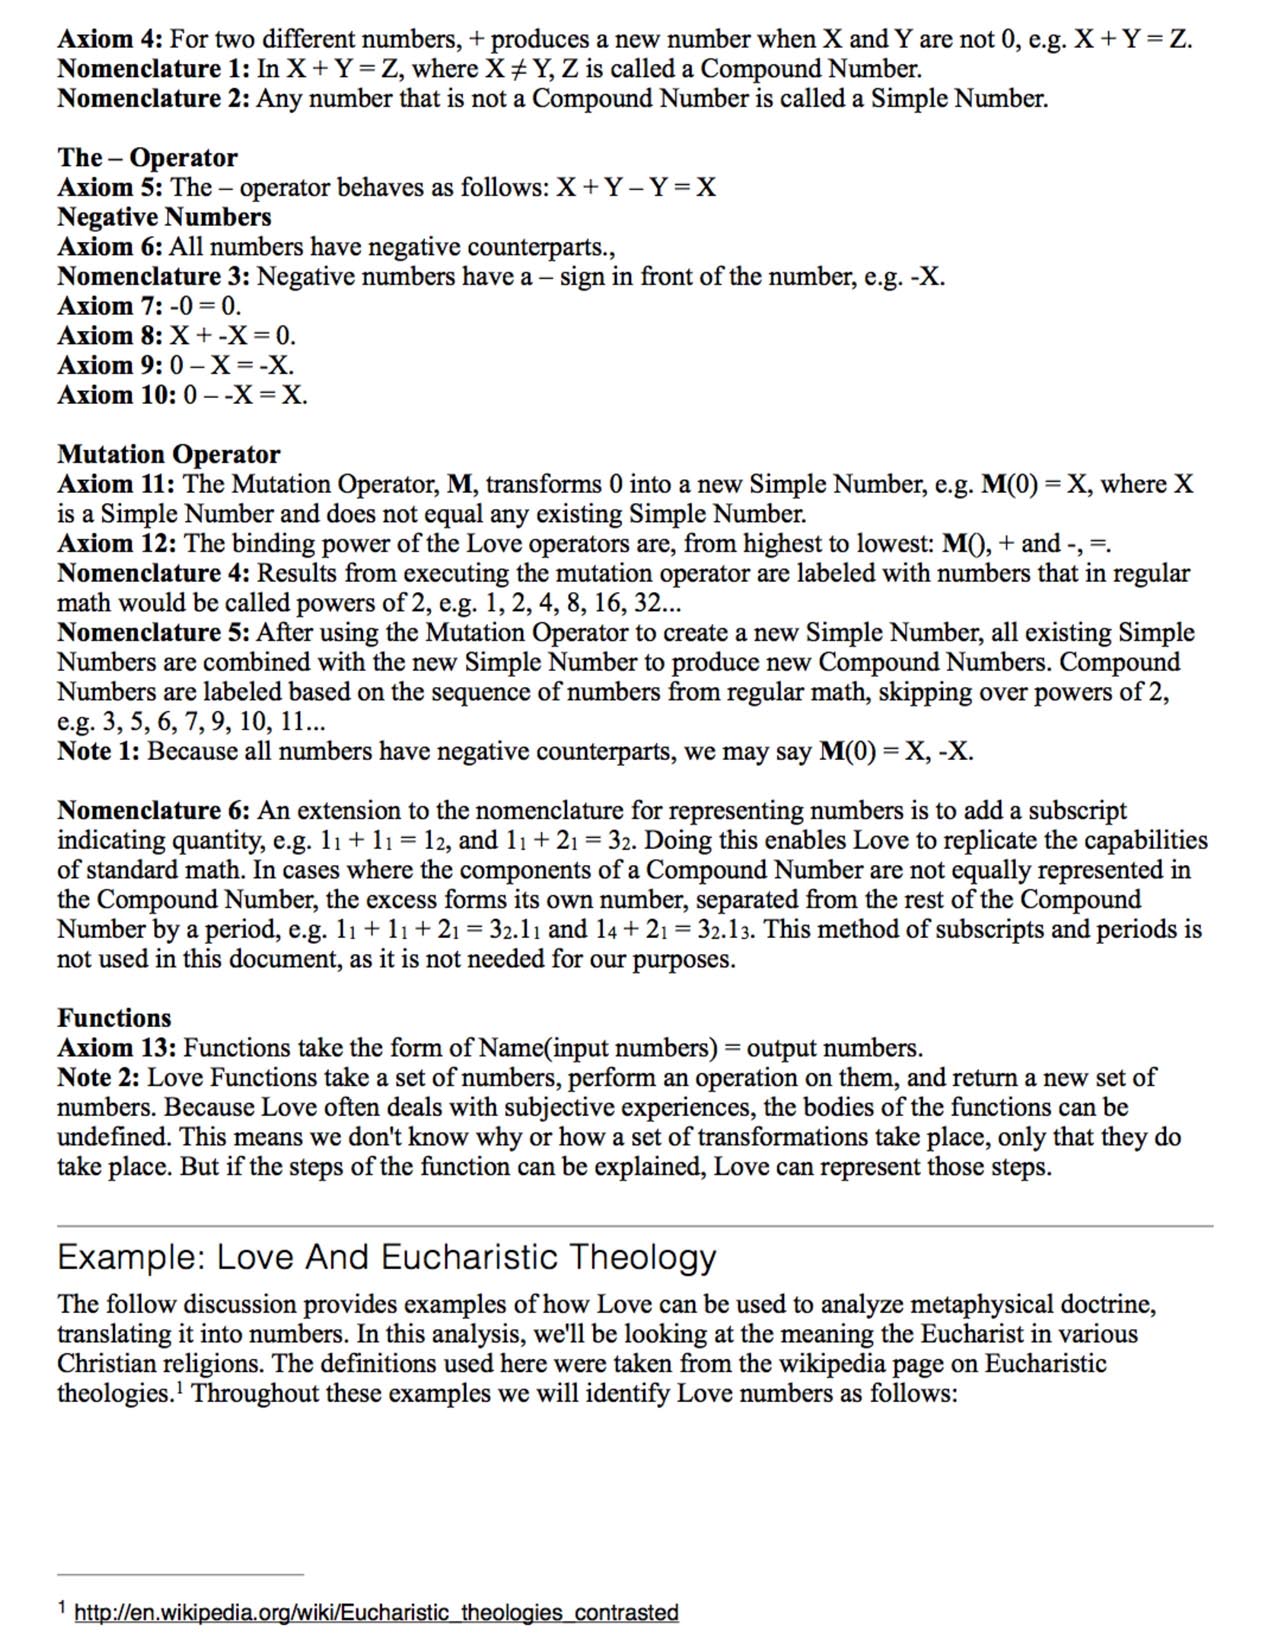 Axiom 4: For two different numbers, + produces a new number when X and Y are not 0, e.g. X + Y = Z.
Nomenclature 1: In X + Y = Z, where X ≠ Y, Z is called a Compound Number.
Nomenclature 2: Any number that is not a Compound Number is called a Simple Number.
The – Operator
Axiom 5: The – operator behaves as follows: X + Y – Y = X
Negative Numbers
Axiom 6: All numbers have negative counterparts.,
Nomenclature 3: Negative numbers have a – sign in front of the number, e.g. -X.
Axiom 7: -0 = 0.
Axiom 8: X + -X = 0.
Axiom 9: 0 – X = -X.
Axiom 10: 0 – -X = X.
Mutation Operator
Axiom 11: The Mutation Operator, M, transforms 0 into a new Simple Number, e.g. M(0) = X, where X
is a Simple Number and does not equal any existing Simple Number.
Axiom 12: The binding power of the Love operators are, from highest to lowest: M(), + and -, =.
Nomenclature 4: Results from executing the mutation operator are labeled with numbers that in regular
math would be called powers of 2, e.g. 1, 2, 4, 8, 16, 32...
Nomenclature 5: After using the Mutation Operator to create a new Simple Number, all existing Simple
Numbers are combined with the new Simple Number to produce new Compound Numbers. Compound
Numbers are labeled based on the sequence of numbers from regular math, skipping over powers of 2,
e.g. 3, 5, 6, 7, 9, 10, 11...
Note 1: Because all numbers have negative counterparts, we may say M(0) = X, -X.
Nomenclature 6: An extension to the nomenclature for representing numbers is to add a subscript
indicating quantity, e.g. 1₁ + 1₁ = 1₂, and 1₁ + 2₁ = 3₂. Doing this enables Love to replicate the capabilities
of standard math. In cases where the components of a Compound Number are not equally represented in
the Compound Number, the excess forms its own number, separated from the rest of the Compound
Number by a period, e.g. 1₁ + 1₁ + 2₁ = 3₂.1₁ and 1₄ + 2₁ = 3₂.1₃. This method of subscripts and periods is
not used in this document, as it is not needed for our purposes.
Functions
Axiom 13: Functions take the form of Name(input numbers) = output numbers.
Note 2: Love Functions take a set of numbers, perform an operation on them, and return a new set of
numbers. Because Love often deals with subjective experiences, the bodies of the functions can be
undefined. This means we don't know why or how a set of transformations take place, only that they do
take place. But if the steps of the function can be explained, Love can represent those steps.
Example: Love And Eucharistic Theology
The follow discussion provides examples of how Love can be used to analyze metaphysical doctrine,
translating it into numbers. In this analysis, we'll be looking at the meaning the Eucharist in various
Christian religions. The definitions used here were taken from the wikipedia page on Eucharistic
theologies.¹ Throughout these examples we will identify Love numbers as follows:
¹ http://en.wikipedia.org/wiki/Eucharistic_theologies_contrasted